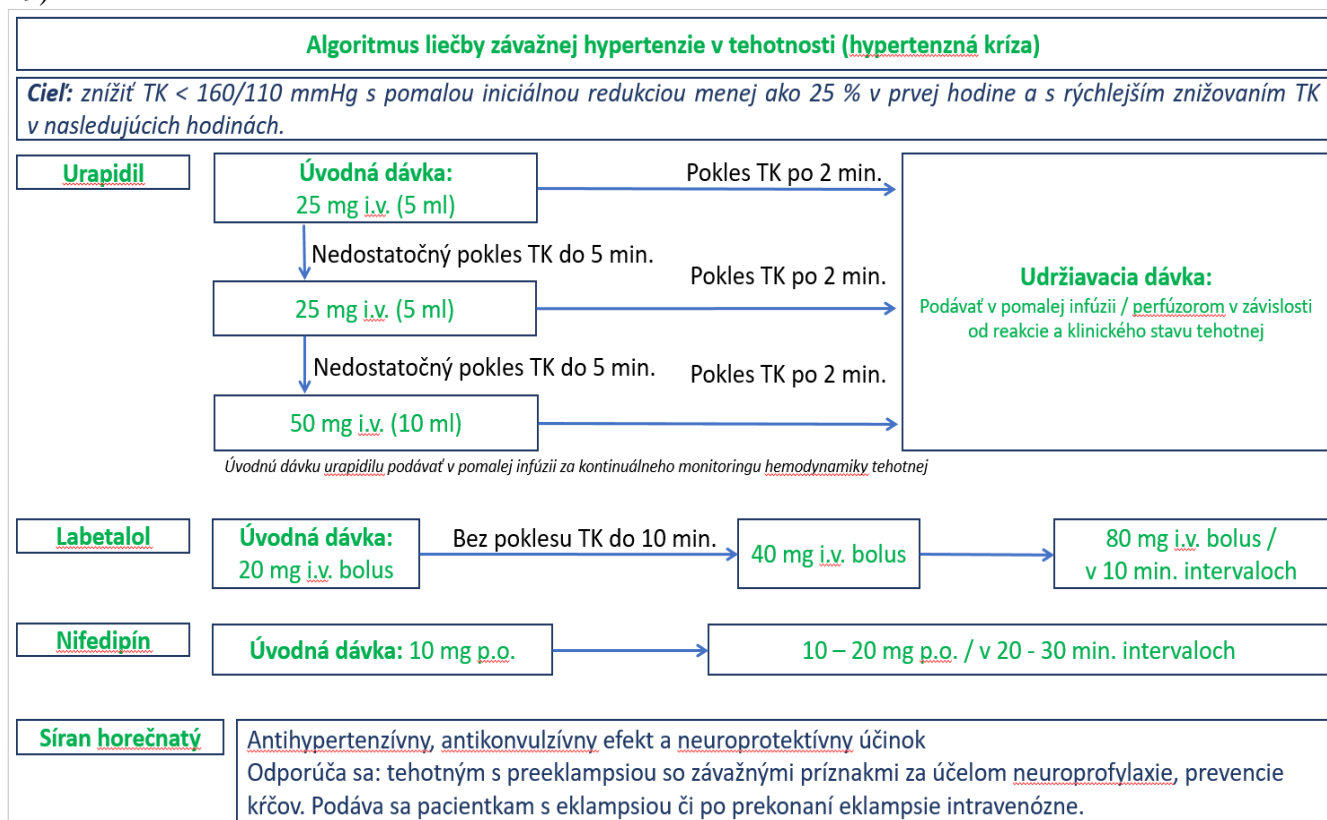 Algoritmus liečby závažnej hypertenzie v tehotnosti (hypertenzná kríza)
Cieľ: znížiť TK < 160/110 mmHg s pomalou iniciálnou redukciou menej ako 25 % v prvej hodine a s rýchlejším znižovaním TK
v nasledujúcich hodinách.
Urapidil
Úvodná dávka:
25 mg i.v. (5 ml)
Pokles TK po 2 min.
Nedostatočný pokles TK do 5 min.
25 mg i.v. (5 ml)
Pokles TK po 2 min.
Nedostatočný pokles TK do 5 min.
50 mg i.v. (10 ml)
Pokles TK po 2 min.
Udržiavacia dávka:
Podávať v pomalej infúzii / perfúzorom v závislosti
od reakcie a klinického stavu tehotnej
Úvodnú dávku urapidilu podávať v pomalej infúzii za kontinuálneho monitoringu hemodynamiky tehotnej
Labetalol
Úvodná dávka:
20 mg i.v. bolus
Bez poklesu TK do 10 min.
40 mg i.v. bolus
80 mg i.v. bolus /
v 10 min. intervaloch
Nifedipín
Úvodná dávka: 10 mg p.o.
10 – 20 mg p.o. / v 20 - 30 min. intervaloch
Síran horečnatý
Antihypertenzívny, antikonvulzívny efekt a neuroprotektívny účinok
Odporúča sa: tehotným s preeklampsiou so závažnými príznakmi za účelom neuroprofylaxie, prevencie
kŕčov. Podáva sa pacientkam s eklampsiou či po prekonaní eklampsie intravenózne.